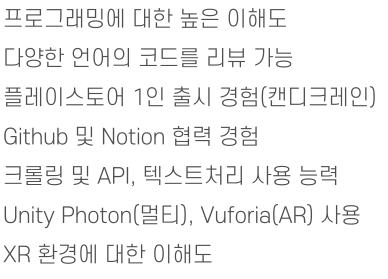 프로그래밍에 대한 높은 이해도
다양한 언어의 코드를 리뷰 가능
플레이스토어 1인 출시 경험(캔디크레인)
Github 및 Notion 협력 경험
크롤링 및 API, 텍스트처리 사용 능력
Unity Photon(멀티), Vuforia(AR) 사용
XR 환경에 대한 이해도